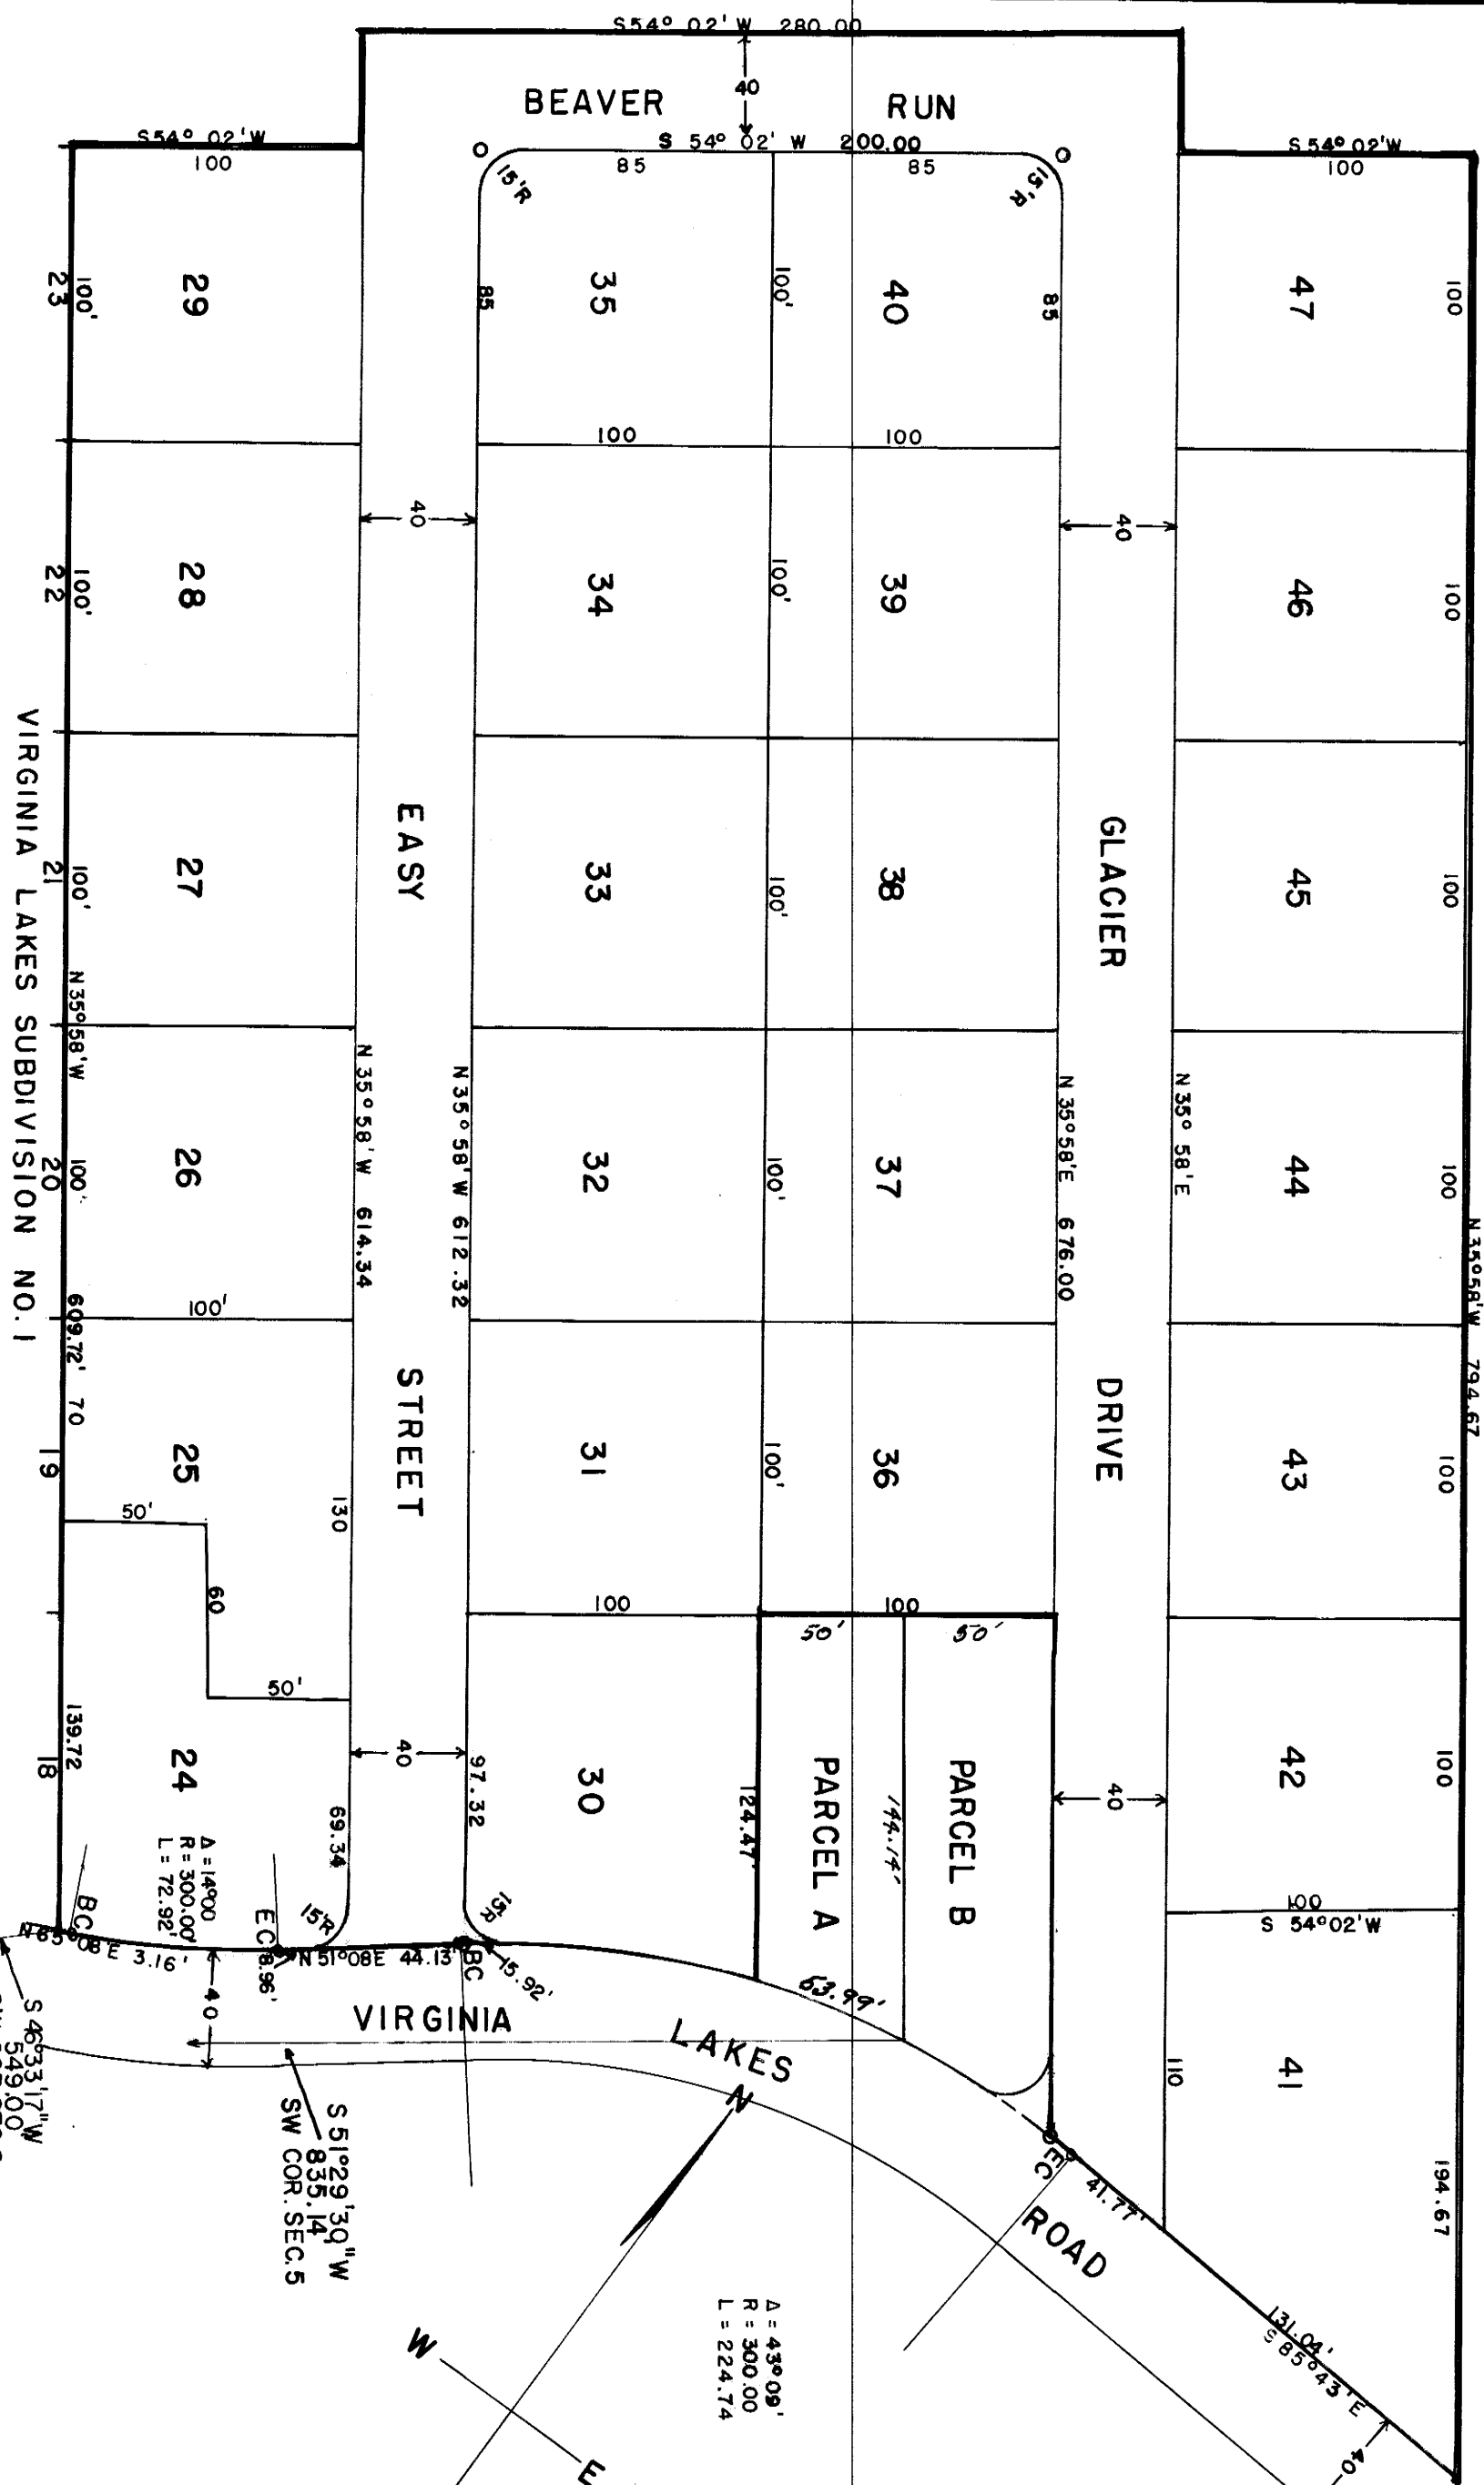 S54° 02' W 280.00
40
BEAVER RUN
S54° 02' W
100
S 54° 02' W 200.00
85
85
S 54° 02' W
100
15'R
15'R
29
100'
23
35
85
100'
40
85
47
100
100
100
40
40
28
100'
22
34
100'
39
46
100
27
100'
21
EASY
33
100'
38
GLACIER
45
100
VIRGINIA LAKES SUBDIVISION NO. 1
N 35° 58' W
609.72'
N 35° 58' W 614.34
N 35° 58' W 612.32
N 35° 58' E 676.00
N 35° 58' E
N 35° 58' W 794.67
26
100'
20
32
100'
37
44
100
100'
70
19
25
130
STREET
31
100'
36
DRIVE
43
100
50'
60
50'
100
100
50'
50'
139.72
18
24
69.34
40
97.32
30
124.47'
PARCEL A
144.14'
PARCEL B
40
42
100
Δ = 14°00
R = 300.00'
L = 72.92'
100
S 54° 02' W
BC
EC
15'R
15'R
N 65° 08' E 3.16'
8.96'
N 51° 08 E 44.13'
BC
15.92'
63.99'
40
VIRGINIA
LAKES
ROAD
110
41
194.67
EC
41.77'
131.04'
S 85° 43' E
40
S 46° 33' 17" W
549.00
S 51° 29' 30" W
835.14'
SW COR. SEC. 5
N
W
E
Δ = 43° 09'
R = 300.00
L = 224.74